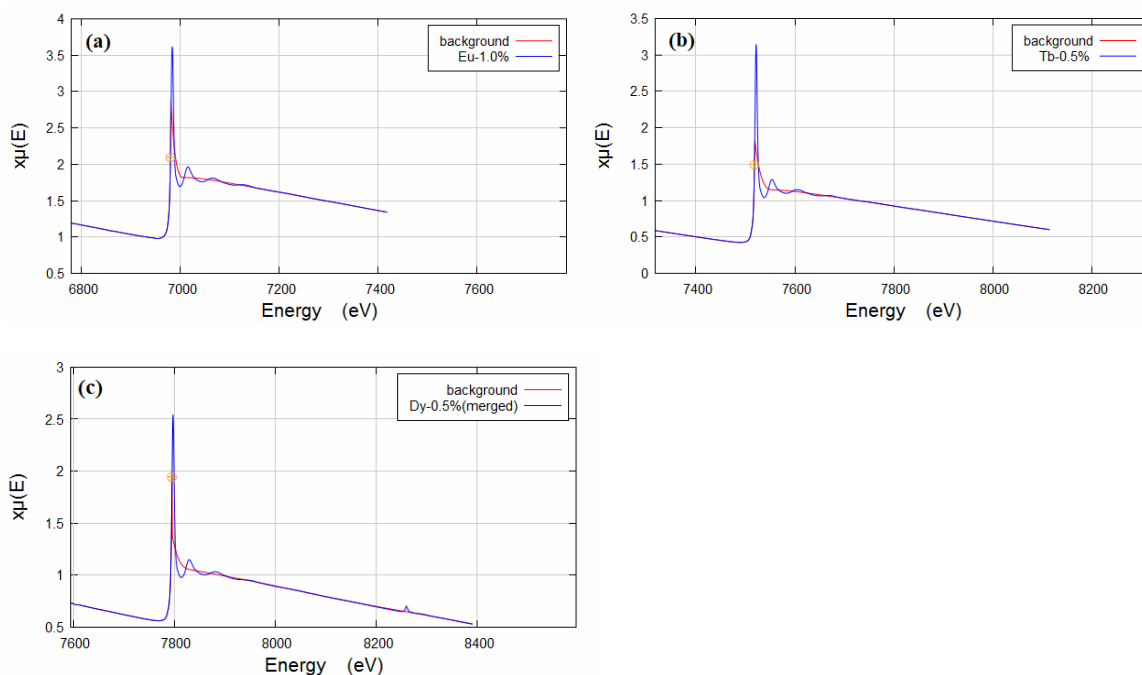 (a)
background
Eu-1.0%
4
3.5
3
2.5
2
1.5
1
0.5
xμ(E)
6800 7000 7200 7400 7600
Energy (eV)
(b)
background
Tb-0.5%
3.5
3
2.5
2
1.5
1
0.5
0
xμ(E)
7400 7600 7800 8000 8200
Energy (eV)
(c)
background
Dy-0.5%(merged)
3
2.5
2
1.5
1
0.5
xμ(E)
7600 7800 8000 8200 8400
Energy (eV)